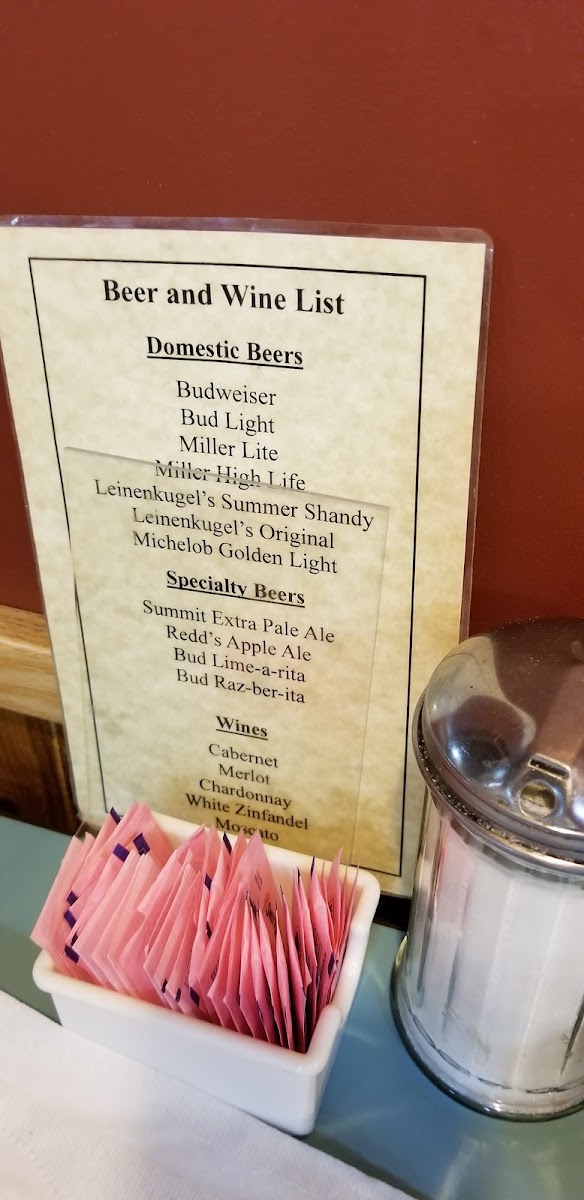 Beer and Wine List
Domestic Beers
Budweiser
Bud Light
Miller Lite
Miller High Life
Leinenkugel's Summer Shandy
Leinenkugel's Original
Michelob Golden Light
Specialty Beers
Summit Extra Pale Ale
Redd's Apple Ale
Bud Lime-a-rita
Bud Raz-ber-ita
Wines
Cabernet
Merlot
Chardonnay
White Zinfandel
Moscato